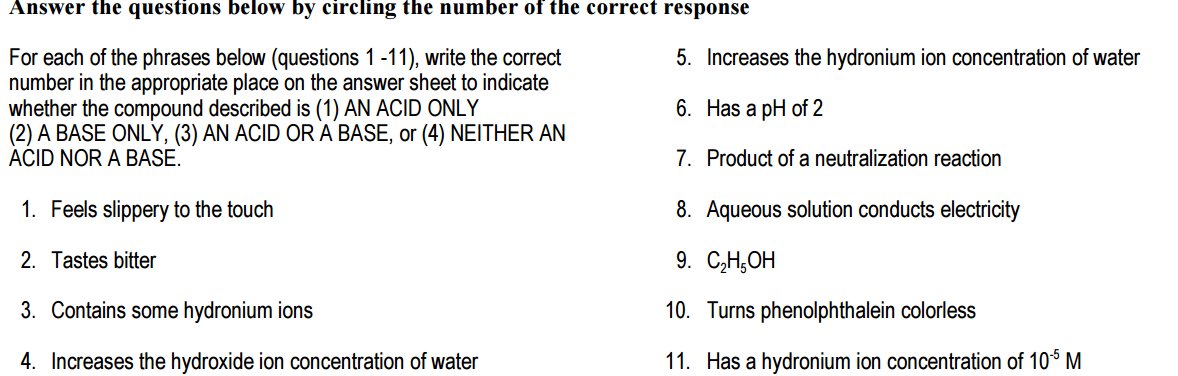 Answer the questions below by circling the number of the correct response
For each of the phrases below (questions 1 -11), write the correct
number in the appropriate place on the answer sheet to indicate
whether the compound described is (1) AN ACID ONLY
(2) A BASE ONLY, (3) AN ACID OR A BASE, or (4) NEITHER AN
ACID NOR A BASE.
1. Feels slippery to the touch
2. Tastes bitter
3. Contains some hydronium ions
4. Increases the hydroxide ion concentration of water
5. Increases the hydronium ion concentration of water
6. Has a pH of 2
7. Product of a neutralization reaction
8. Aqueous solution conducts electricity
9. C₂H₅OH
10. Turns phenolphthalein colorless
11. Has a hydronium ion concentration of 10⁻⁵ M